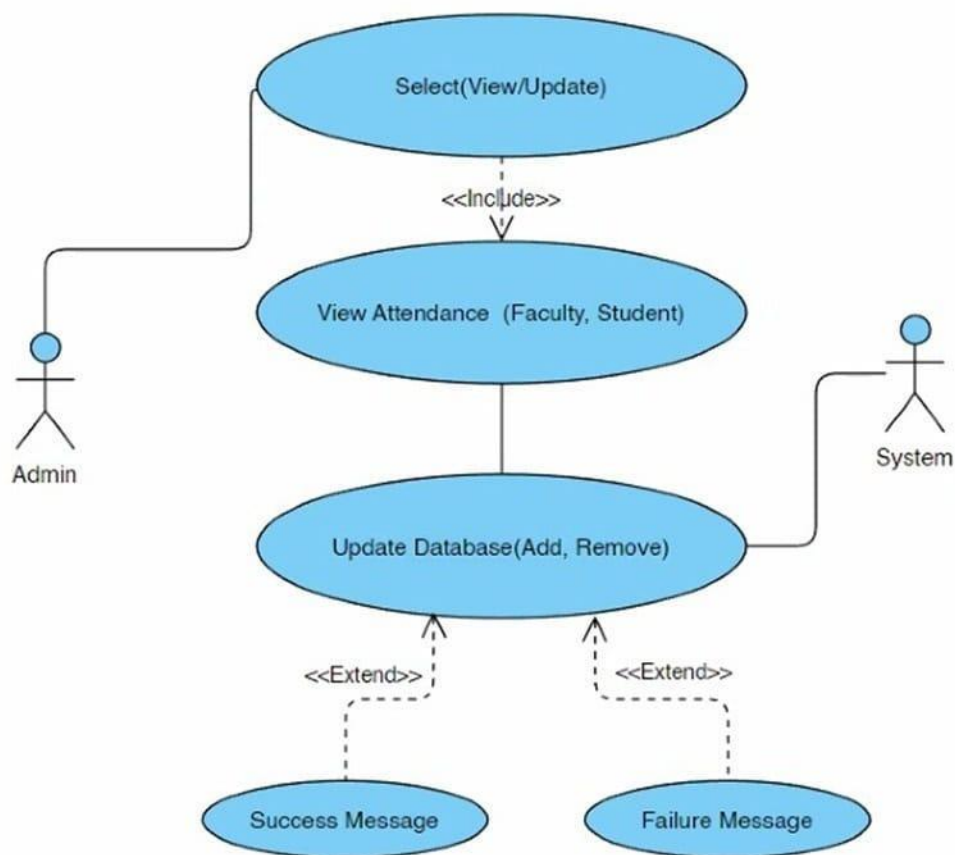 Select(View/Update)
<<Include>>
View Attendance  (Faculty, Student)
Admin
System
Update Database(Add, Remove)
<<Extend>>
<<Extend>>
Success Message
Failure Message